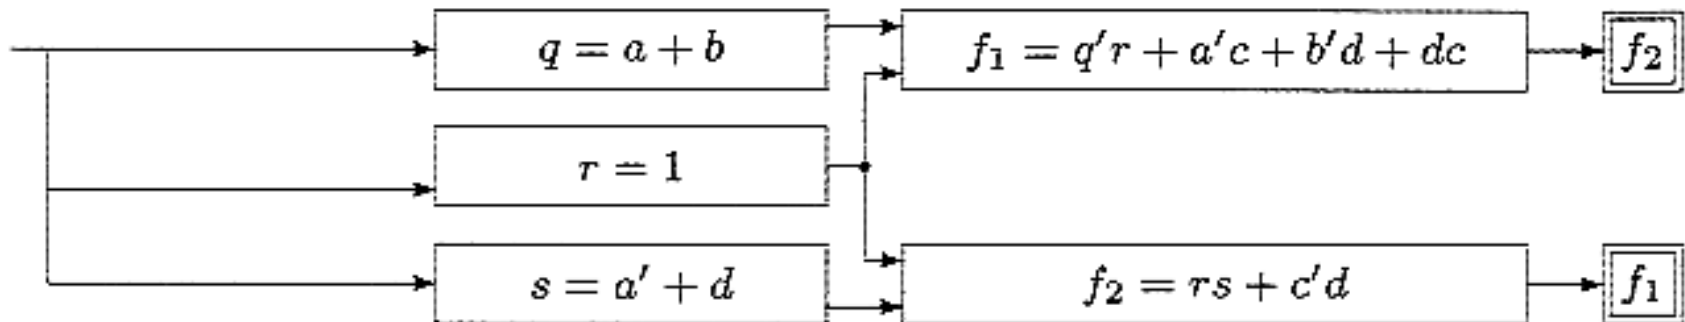 q = a + b
f₁ = q′r + a′c + b′d + dc
f₂
r = 1
s = a′ + d
f₂ = rs + c′d
f₁